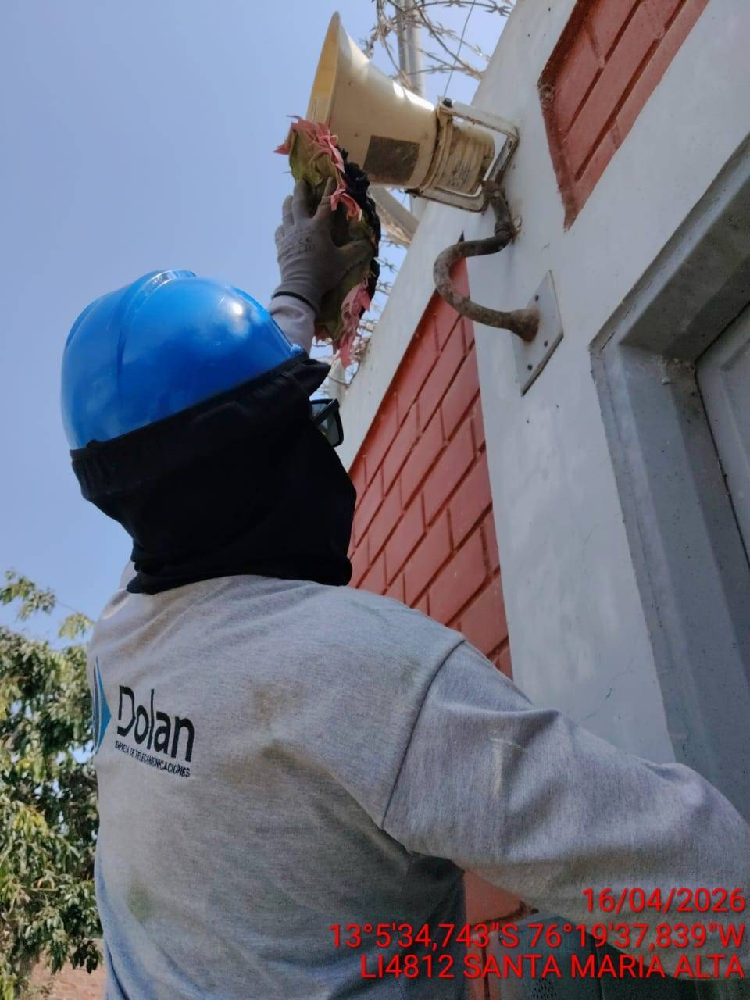 Dolan
EMPRESA DE TELECOMUNICACIONES
16/04/2026
13°5'34,743"S 76°19'37,839"W
LI4812 SANTA MARIA ALTA